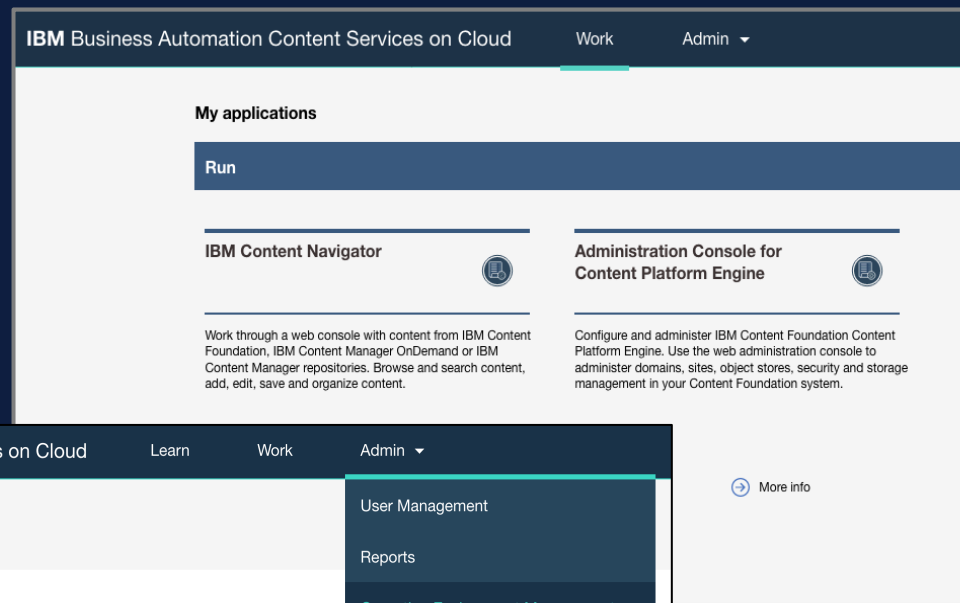 IBM Business Automation Content Services on Cloud Work Admin
My applications
Run
IBM Content Navigator
Administration Console for
Content Platform Engine
Work through a web console with content from IBM Content
Foundation, IBM Content Manager OnDemand or IBM
Content Manager repositories. Browse and search content,
add, edit, save and organize content.
Configure and administer IBM Content Foundation Content
Platform Engine. Use the web administration console to
administer domains, sites, object stores, security and storage
management in your Content Foundation system.
More info
s on Cloud Learn Work Admin
User Management
Reports